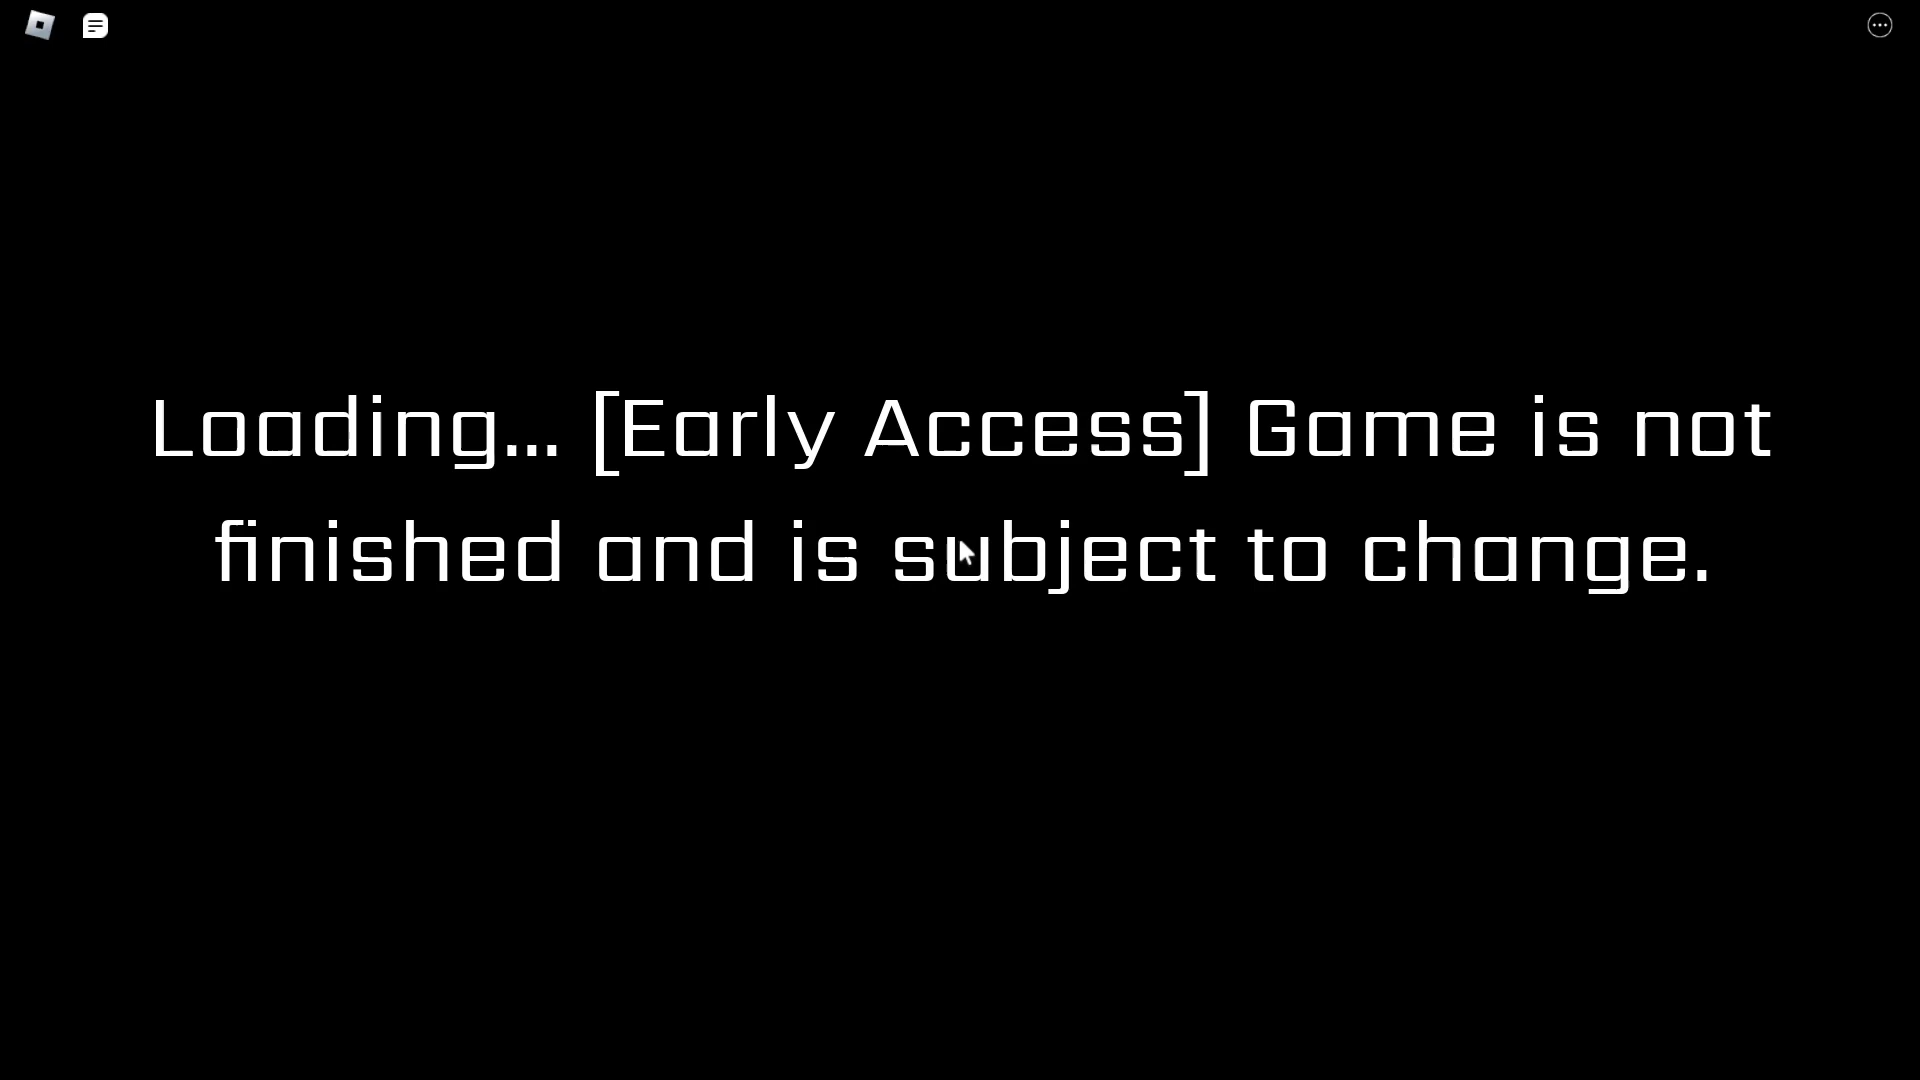 Loading... [Early Access] Game is not
finished and is subject to change.